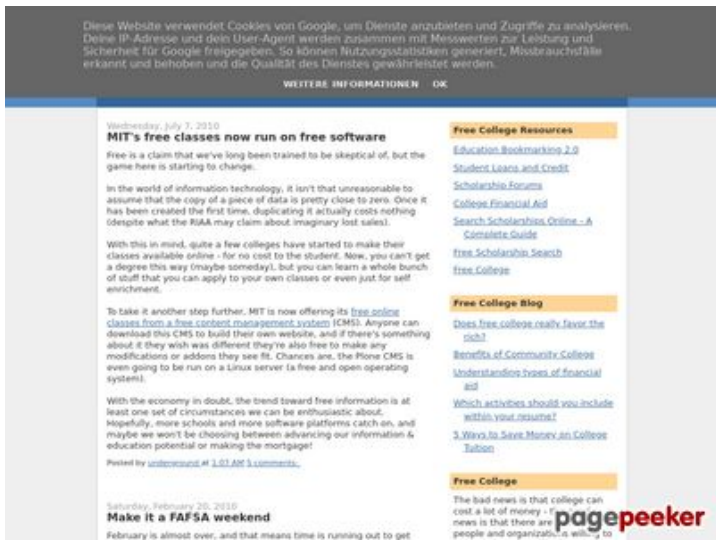 Diese Website verwendet Cookies von Google, um Dienste anzubieten und Zugriffe zu analysieren.
Deine IP-Adresse und dein User-Agent werden zusammen mit Messwerten zur Leistung und
Sicherheit für Google freigegeben. So können Nutzungsstatistiken generiert, Missbrauchsfälle
erkannt und behoben und die Qualität des Dienstes gewährleistet werden.
WEITERE INFORMATIONEN OK
Wednesday, July 7, 2010
MIT's free classes now run on free software
Free is a claim that we've long been trained to be skeptical of, but the
game here is starting to change.
In the world of information technology, it isn't that unreasonable to
assume that the copy of a piece of data is pretty close to zero. Once it
has been created the first time, duplicating it actually costs nothing
(despite what the RIAA may claim about imaginary lost sales).
With this in mind, quite a few colleges have started to make their
classes available online - for no cost to the student. Now, you can't get
a degree this way (maybe someday), but you can learn a whole bunch
of stuff that you can apply to your own classes or even just for self
enrichment.
To take it another step further, MIT is now offering its free online
classes from a free content management system (CMS). Anyone can
download this CMS to build their own website, and if there's something
about it they wish was different they're also free to make any
modifications or addons they see fit. Chances are, the Plone CMS is
even going to be run on a Linux server (a free and open operating
system).
With the economy in doubt, the trend toward free information is at
least one set of circumstances we can be enthusiastic about.
Hopefully, more schools and more software platforms catch on, and
maybe we won't be choosing between advancing our information &
education potential or making the mortgage!
Posted by underground at 1:07 AM 5 comments:
Saturday, February 20, 2010
Make it a FAFSA weekend
February is almost over, and that means time is running out to get
Free College Resources
Education Bookmarking 2.0
Student Loans and Credit
Scholarship Forums
College Financial Aid
Search Scholarships Online - A
Complete Guide
Free Scholarship Search
Free College
Free College Blog
Does free college really favor the
rich?
Benefits of Community College
Understanding types of financial
aid
Which activities should you include
within your resume?
5 Ways to Save Money on College
Tuition
Free College
The bad news is that college can
cost a lot of money -
news is that there are
people and organizations willing to
pagepeeker